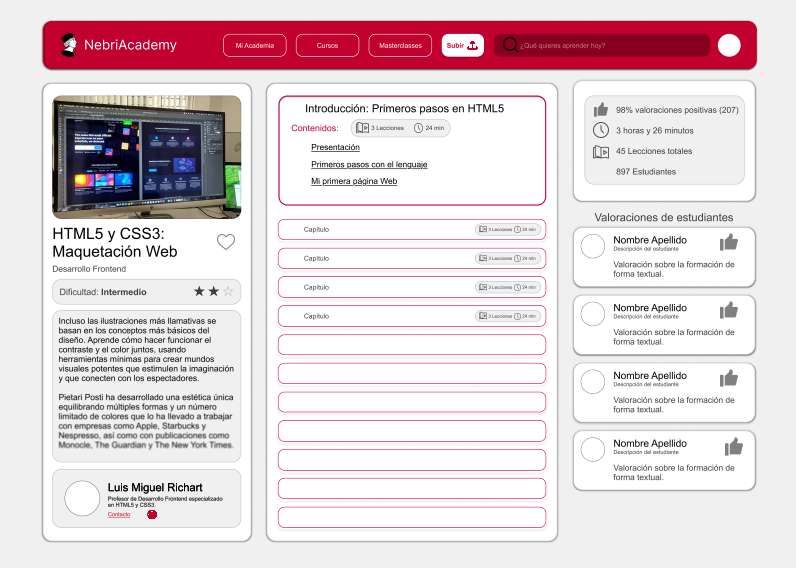 NebriAcademy
Mi Academia
Cursos
Masterclasses
Subir
¿Qué quieres aprender hoy?
HTML5 y CSS3:
Maquetación Web
Desarrollo Frontend
Dificultad: Intermedio
Incluso las ilustraciones más llamativas se
basan en los conceptos más básicos del
diseño. Aprende cómo hacer funcionar el
contraste y el color juntos, usando
herramientas mínimas para crear mundos
visuales potentes que estimulen la imaginación
y que conecten con los espectadores.
Pietari Posti ha desarrollado una estética única
equilibrando múltiples formas y un número
limitado de colores que lo ha llevado a trabajar
con empresas como Apple, Starbucks y
Nespresso, así como con publicaciones como
Monocle, The Guardian y The New York Times.
Luis Miguel Richart
Profesor de Desarrollo Frontend especializado
en HTML5 y CSS3.
Contacto
Introducción: Primeros pasos en HTML5
Contenidos:
3 Lecciones
24 min
Presentación
Primeros pasos con el lenguaje
Mi primera página Web
Capítulo
3 Lecciones
24 min
Capítulo
3 Lecciones
24 min
Capítulo
3 Lecciones
24 min
Capítulo
3 Lecciones
24 min
98% valoraciones positivas (207)
3 horas y 26 minutos
45 Lecciones totales
897 Estudiantes
Valoraciones de estudiantes
Nombre Apellido
Descripción del estudiante
Valoración sobre la formación de
forma textual.
Nombre Apellido
Descripción del estudiante
Valoración sobre la formación de
forma textual.
Nombre Apellido
Descripción del estudiante
Valoración sobre la formación de
forma textual.
Nombre Apellido
Descripción del estudiante
Valoración sobre la formación de
forma textual.